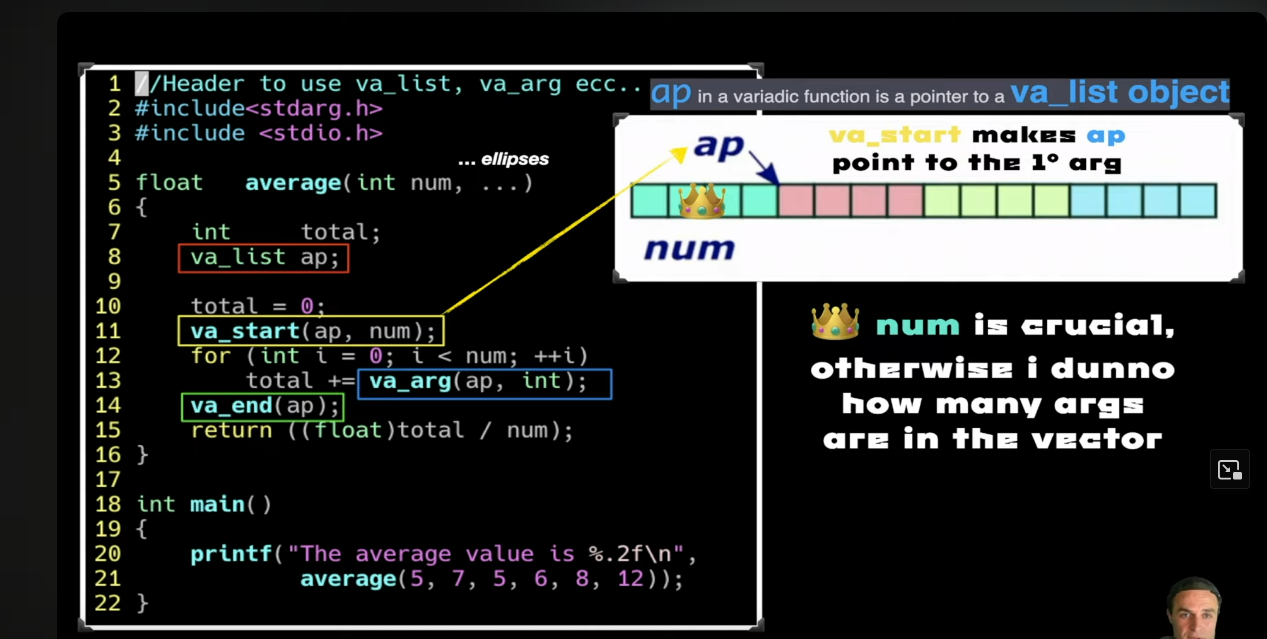 1 //Header to use va_list, va_arg ecc..
2 #include<stdarg.h>
3 #include <stdio.h>
4
... ellipses
5 float   average(int num, ...)
6 {
7     int      total;
8     va_list ap;
9
10     total = 0;
11     va_start(ap, num);
12     for (int i = 0; i < num; ++i)
13         total += va_arg(ap, int);
14     va_end(ap);
15     return ((float)total / num);
16 }
17
18 int main()
19 {
20     printf("The average value is %.2f\n",
21             average(5, 7, 5, 6, 8, 12));
22 }
ap in a variadic function is a pointer to a va_list object
ap
va_start makes ap
point to the 1° arg
num
num is crucial,
otherwise i dunno
how many args
are in the vector